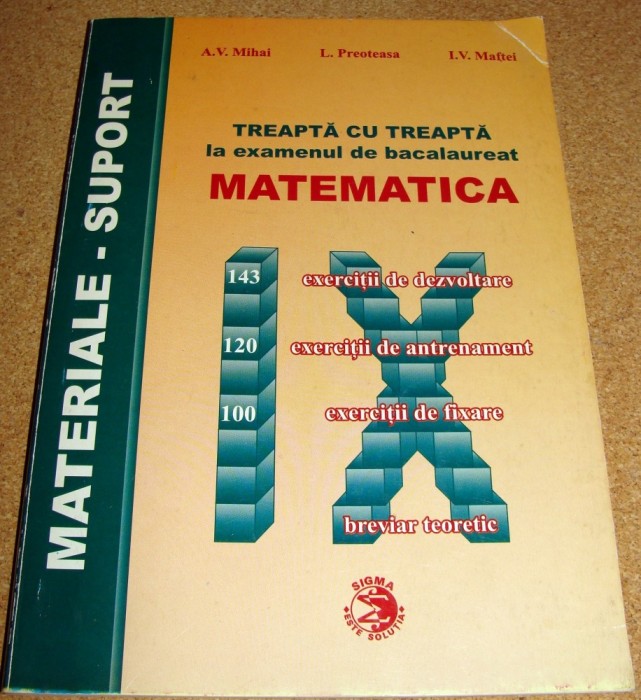 A.V. Mihai L. Preoteasa I.V. Maftei
MATERIALE - SUPORT
TREAPTĂ CU TREAPTĂ
la examenul de bacalaureat
MATEMATICA
IX
143 exerciții de dezvoltare
120 exerciții de antrenament
100 exerciții de fixare
breviar teoretic
SIGMA
ESTE SOLUȚIA